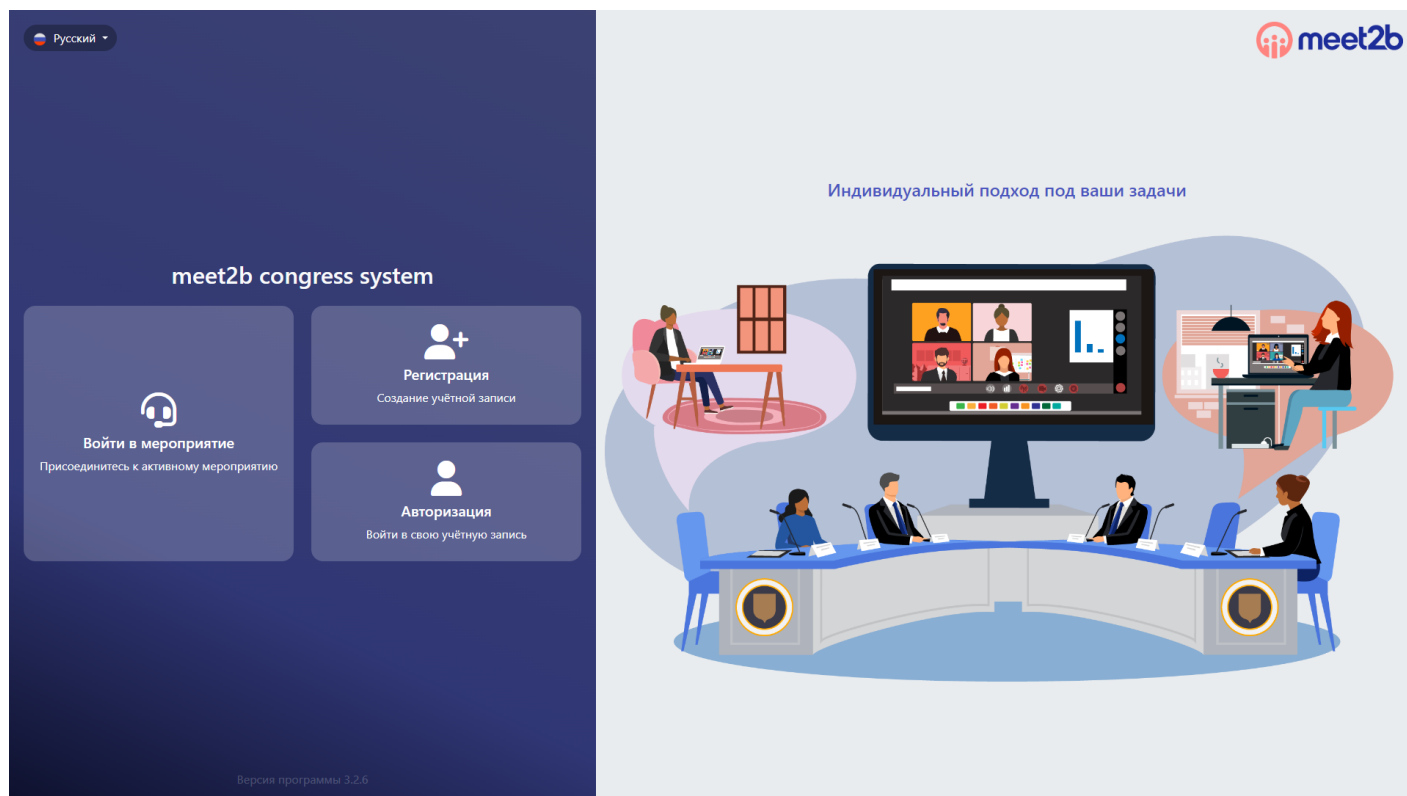 Русский
meet2b
Индивидуальный подход под ваши задачи
meet2b congress system
Войти в мероприятие
Присоединитесь к активному мероприятию
Регистрация
Создание учётной записи
Авторизация
Войти в свою учётную запись
Версия программы 3.2.6